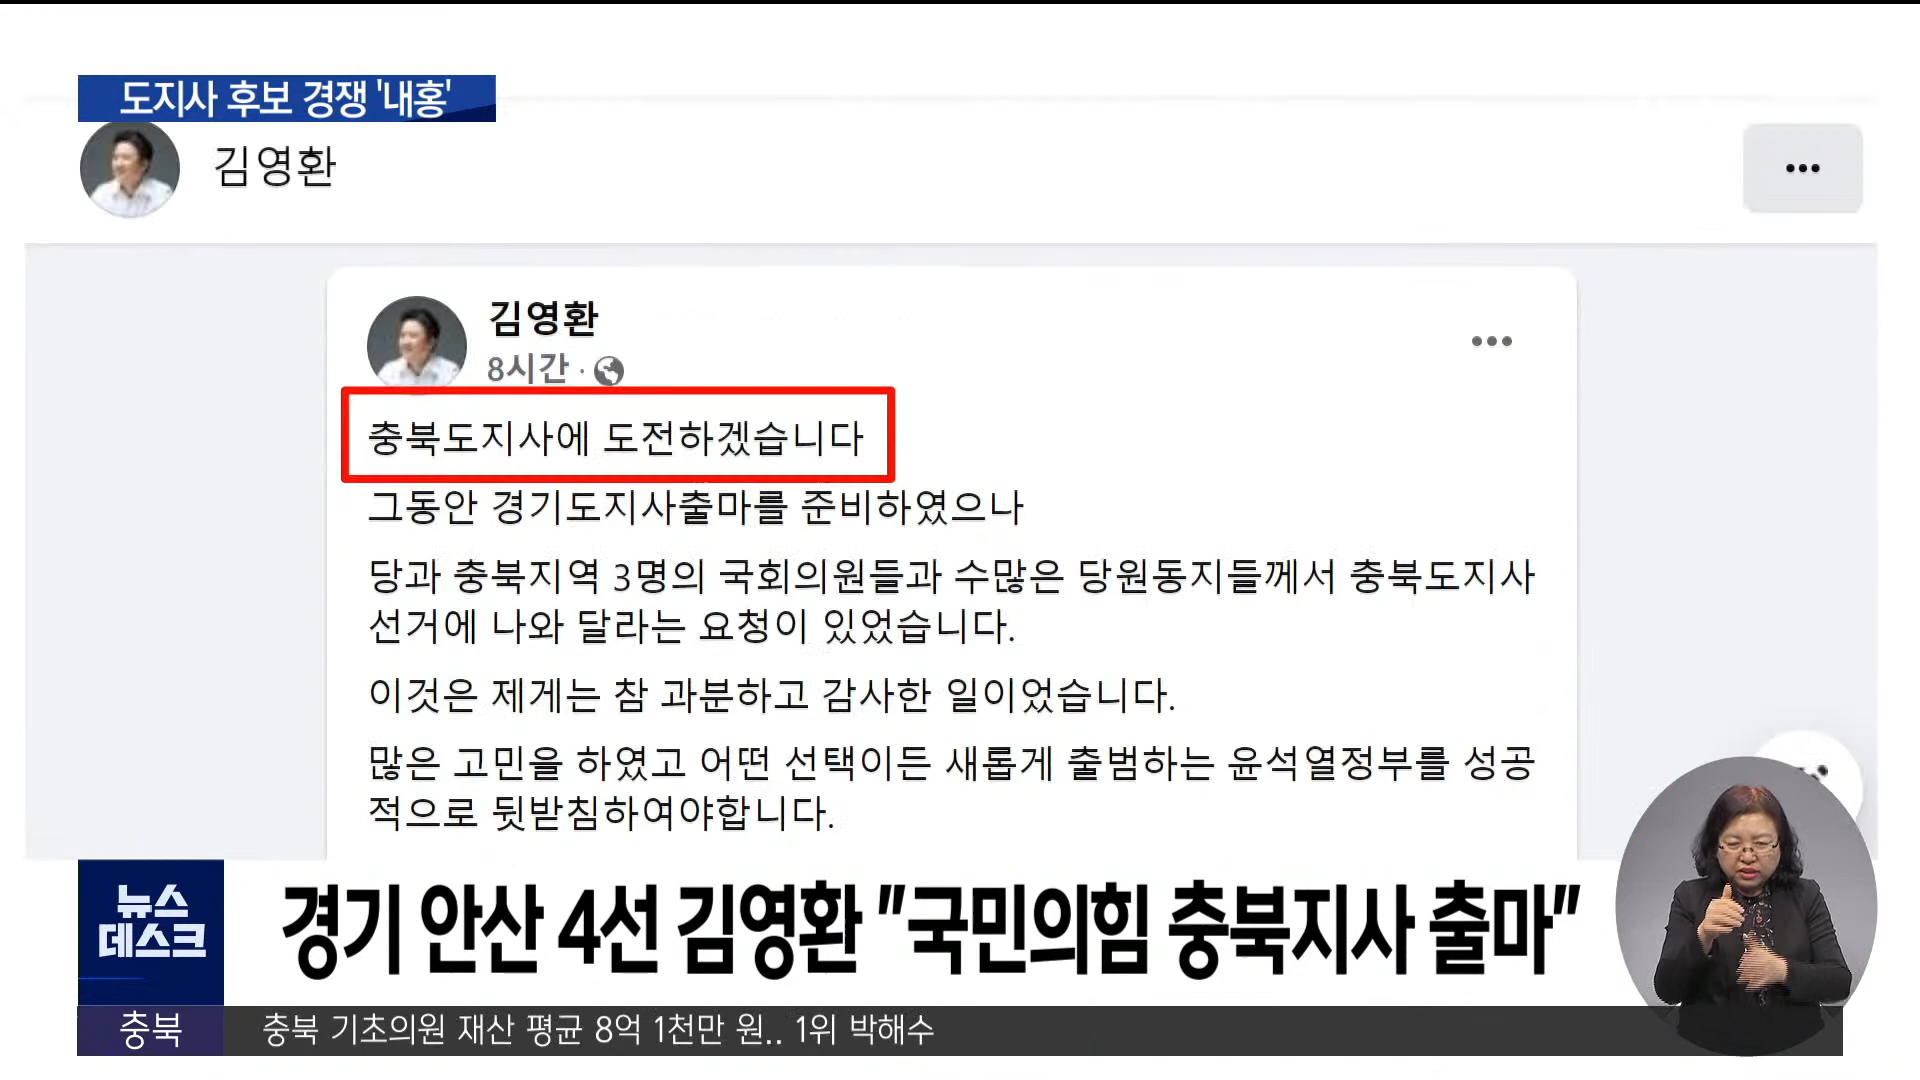 도지사 후보 경쟁 '내홍'
김영환
김영환
8시간 ·
충북도지사에 도전하겠습니다
그동안 경기도지사출마를 준비하였으나
당과 충북지역 3명의 국회의원들과 수많은 당원동지들께서 충북도지사
선거에 나와 달라는 요청이 있었습니다.
이것은 제게는 참 과분하고 감사한 일이었습니다.
많은 고민을 하였고 어떤 선택이든 새롭게 출범하는 윤석열정부를 성공
적으로 뒷받침하여야합니다.
뉴스
데스크
경기 안산 4선 김영환 "국민의힘 충북지사 출마"
충북
충북 기초의원 재산 평균 8억 1천만 원.. 1위 박해수